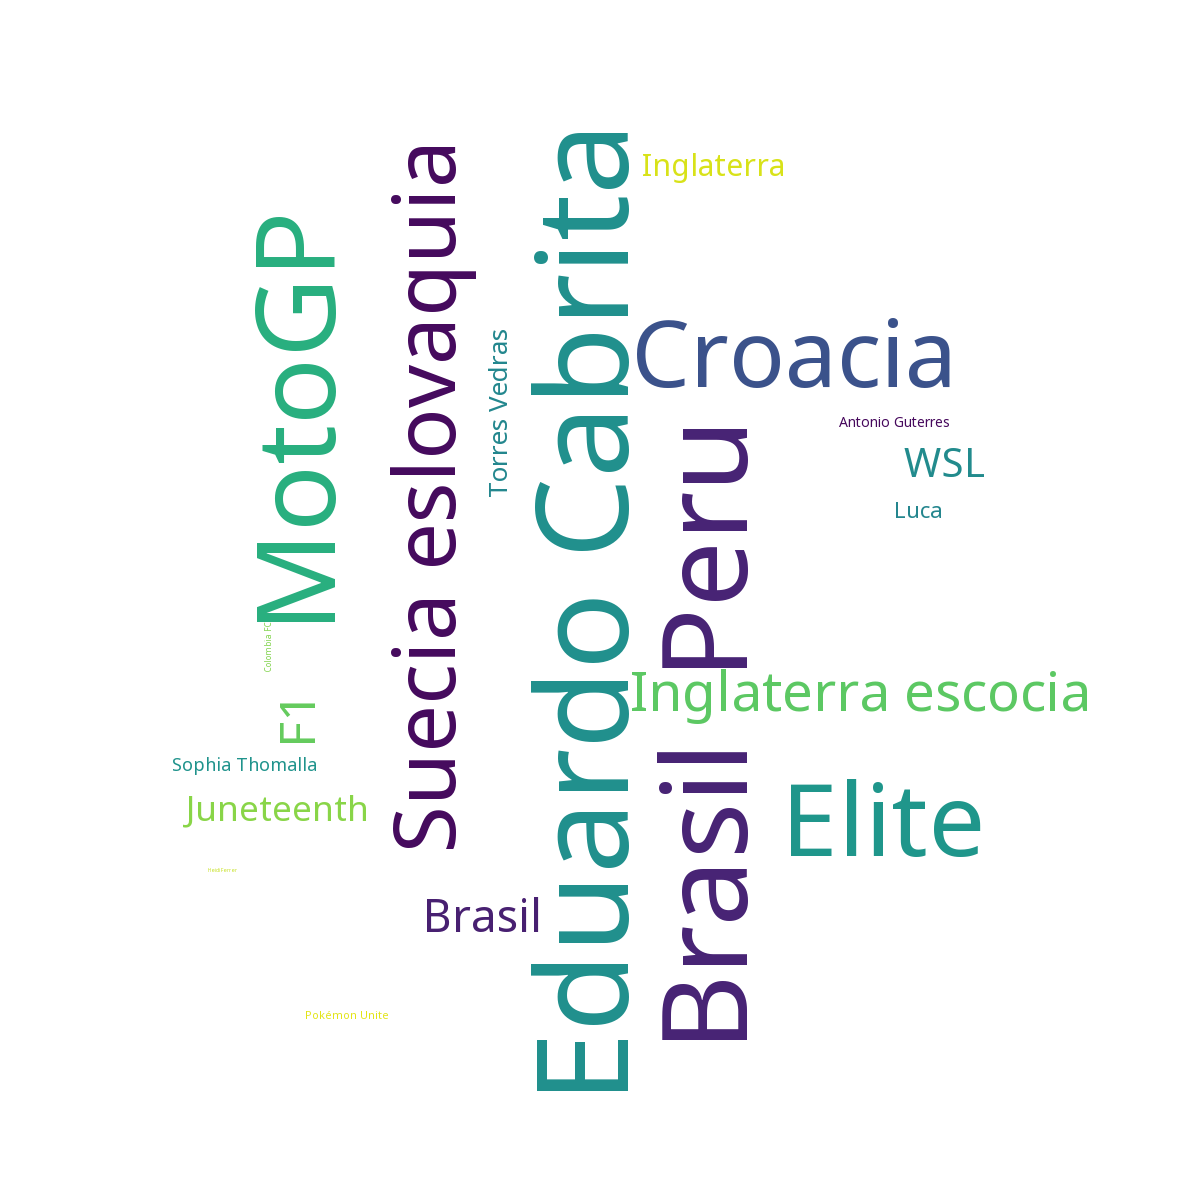 Inglaterra
MotoGP
Suecia eslovaquia
Torres Vedras
Eduardo Cabrita
Croacia
Antonio Guterres
WSL
Luca
Brasil Peru
Colombia FC
F1
Inglaterra escocia
Sophia Thomalla
Juneteenth
Elite
Brasil
Pokémon Unite